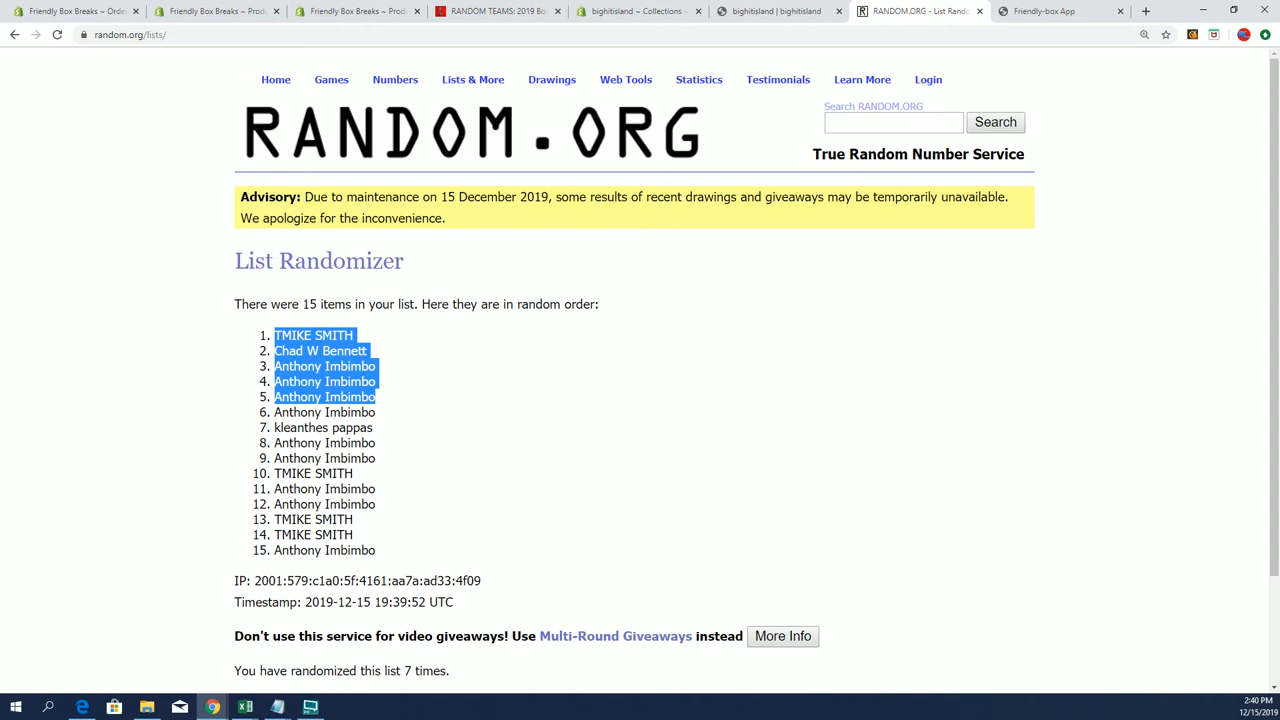 Friendly Box Breaks ~ Orde
Friendly Box Breaks ~ Produ
Friendly Box Breaks ~ Produ
RANDOM TEAMS: 2019 Bo
bighitisland ~ Collections ~
bighitisland | bighitisland
RANDOM.ORG - List Rando
Friendly-box App
random.org/lists/
Home
Games
Numbers
Lists & More
Drawings
Web Tools
Statistics
Testimonials
Learn More
Login
RANDOM.ORG
Search RANDOM.ORG
Search
True Random Number Service
Advisory: Due to maintenance on 15 December 2019, some results of recent drawings and giveaways may be temporarily unavailable.
We apologize for the inconvenience.
List Randomizer
There were 15 items in your list. Here they are in random order:
1. TMIKE SMITH
2. Chad W Bennett
3. Anthony Imbimbo
4. Anthony Imbimbo
5. Anthony Imbimbo
6. Anthony Imbimbo
7. kleanthes pappas
8. Anthony Imbimbo
9. Anthony Imbimbo
10. TMIKE SMITH
11. Anthony Imbimbo
12. Anthony Imbimbo
13. TMIKE SMITH
14. TMIKE SMITH
15. Anthony Imbimbo
IP: 2001:579:c1a0:5f:4161:aa7a:ad33:4f09
Timestamp: 2019-12-15 19:39:52 UTC
Don't use this service for video giveaways! Use Multi-Round Giveaways instead
More Info
You have randomized this list 7 times.
2:40 PM
12/15/2019